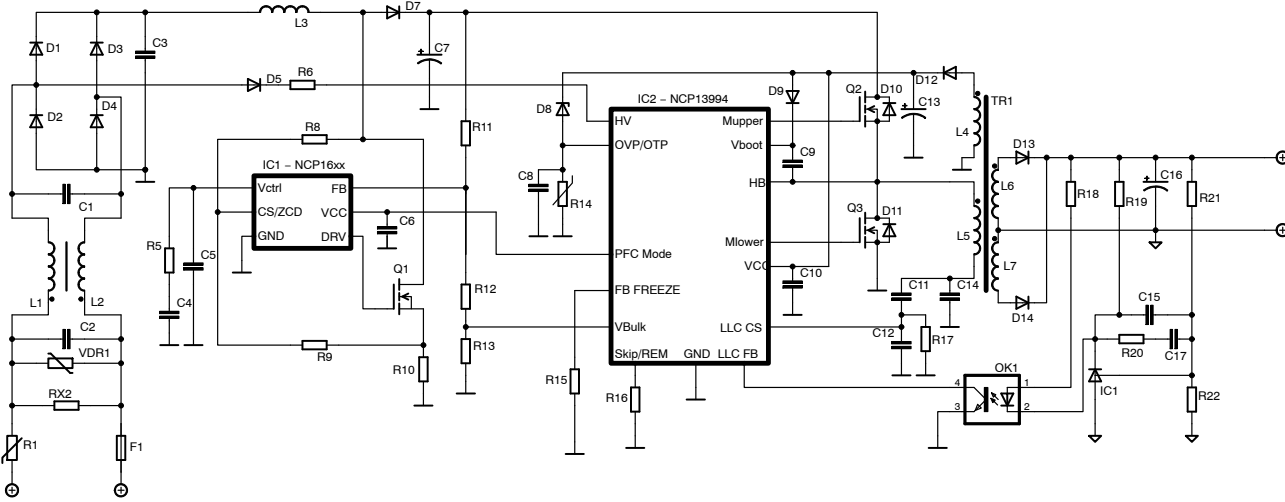 L3
D7
D1
D3
C3
C7
D5
R6
D12
D9
Q2
D10
C13
TR1
IC2 – NCP13994
D8
D2
D4
HV
Mupper
L4
R8
R11
OVP/OTP
Vboot
D13
IC1 – NCP16xx
C9
C8
R14
C16
Vctrl
FB
HB
L6
R18
R19
R21
C1
CS/ZCD
VCC
C6
Q3
D11
L5
GND
DRV
Mlower
R5
C5
PFC Mode
VCC
C10
L7
Q1
L1
L2
FB FREEZE
R12
C11
C14
D14
C15
C4
C2
VBulk
LLC CS
C12
R17
R20
C17
VDR1
R9
R13
Skip/REM
GND
LLC FB
R10
R15
OK1
RX2
R16
4
1
IC1
R22
3
2
R1
F1